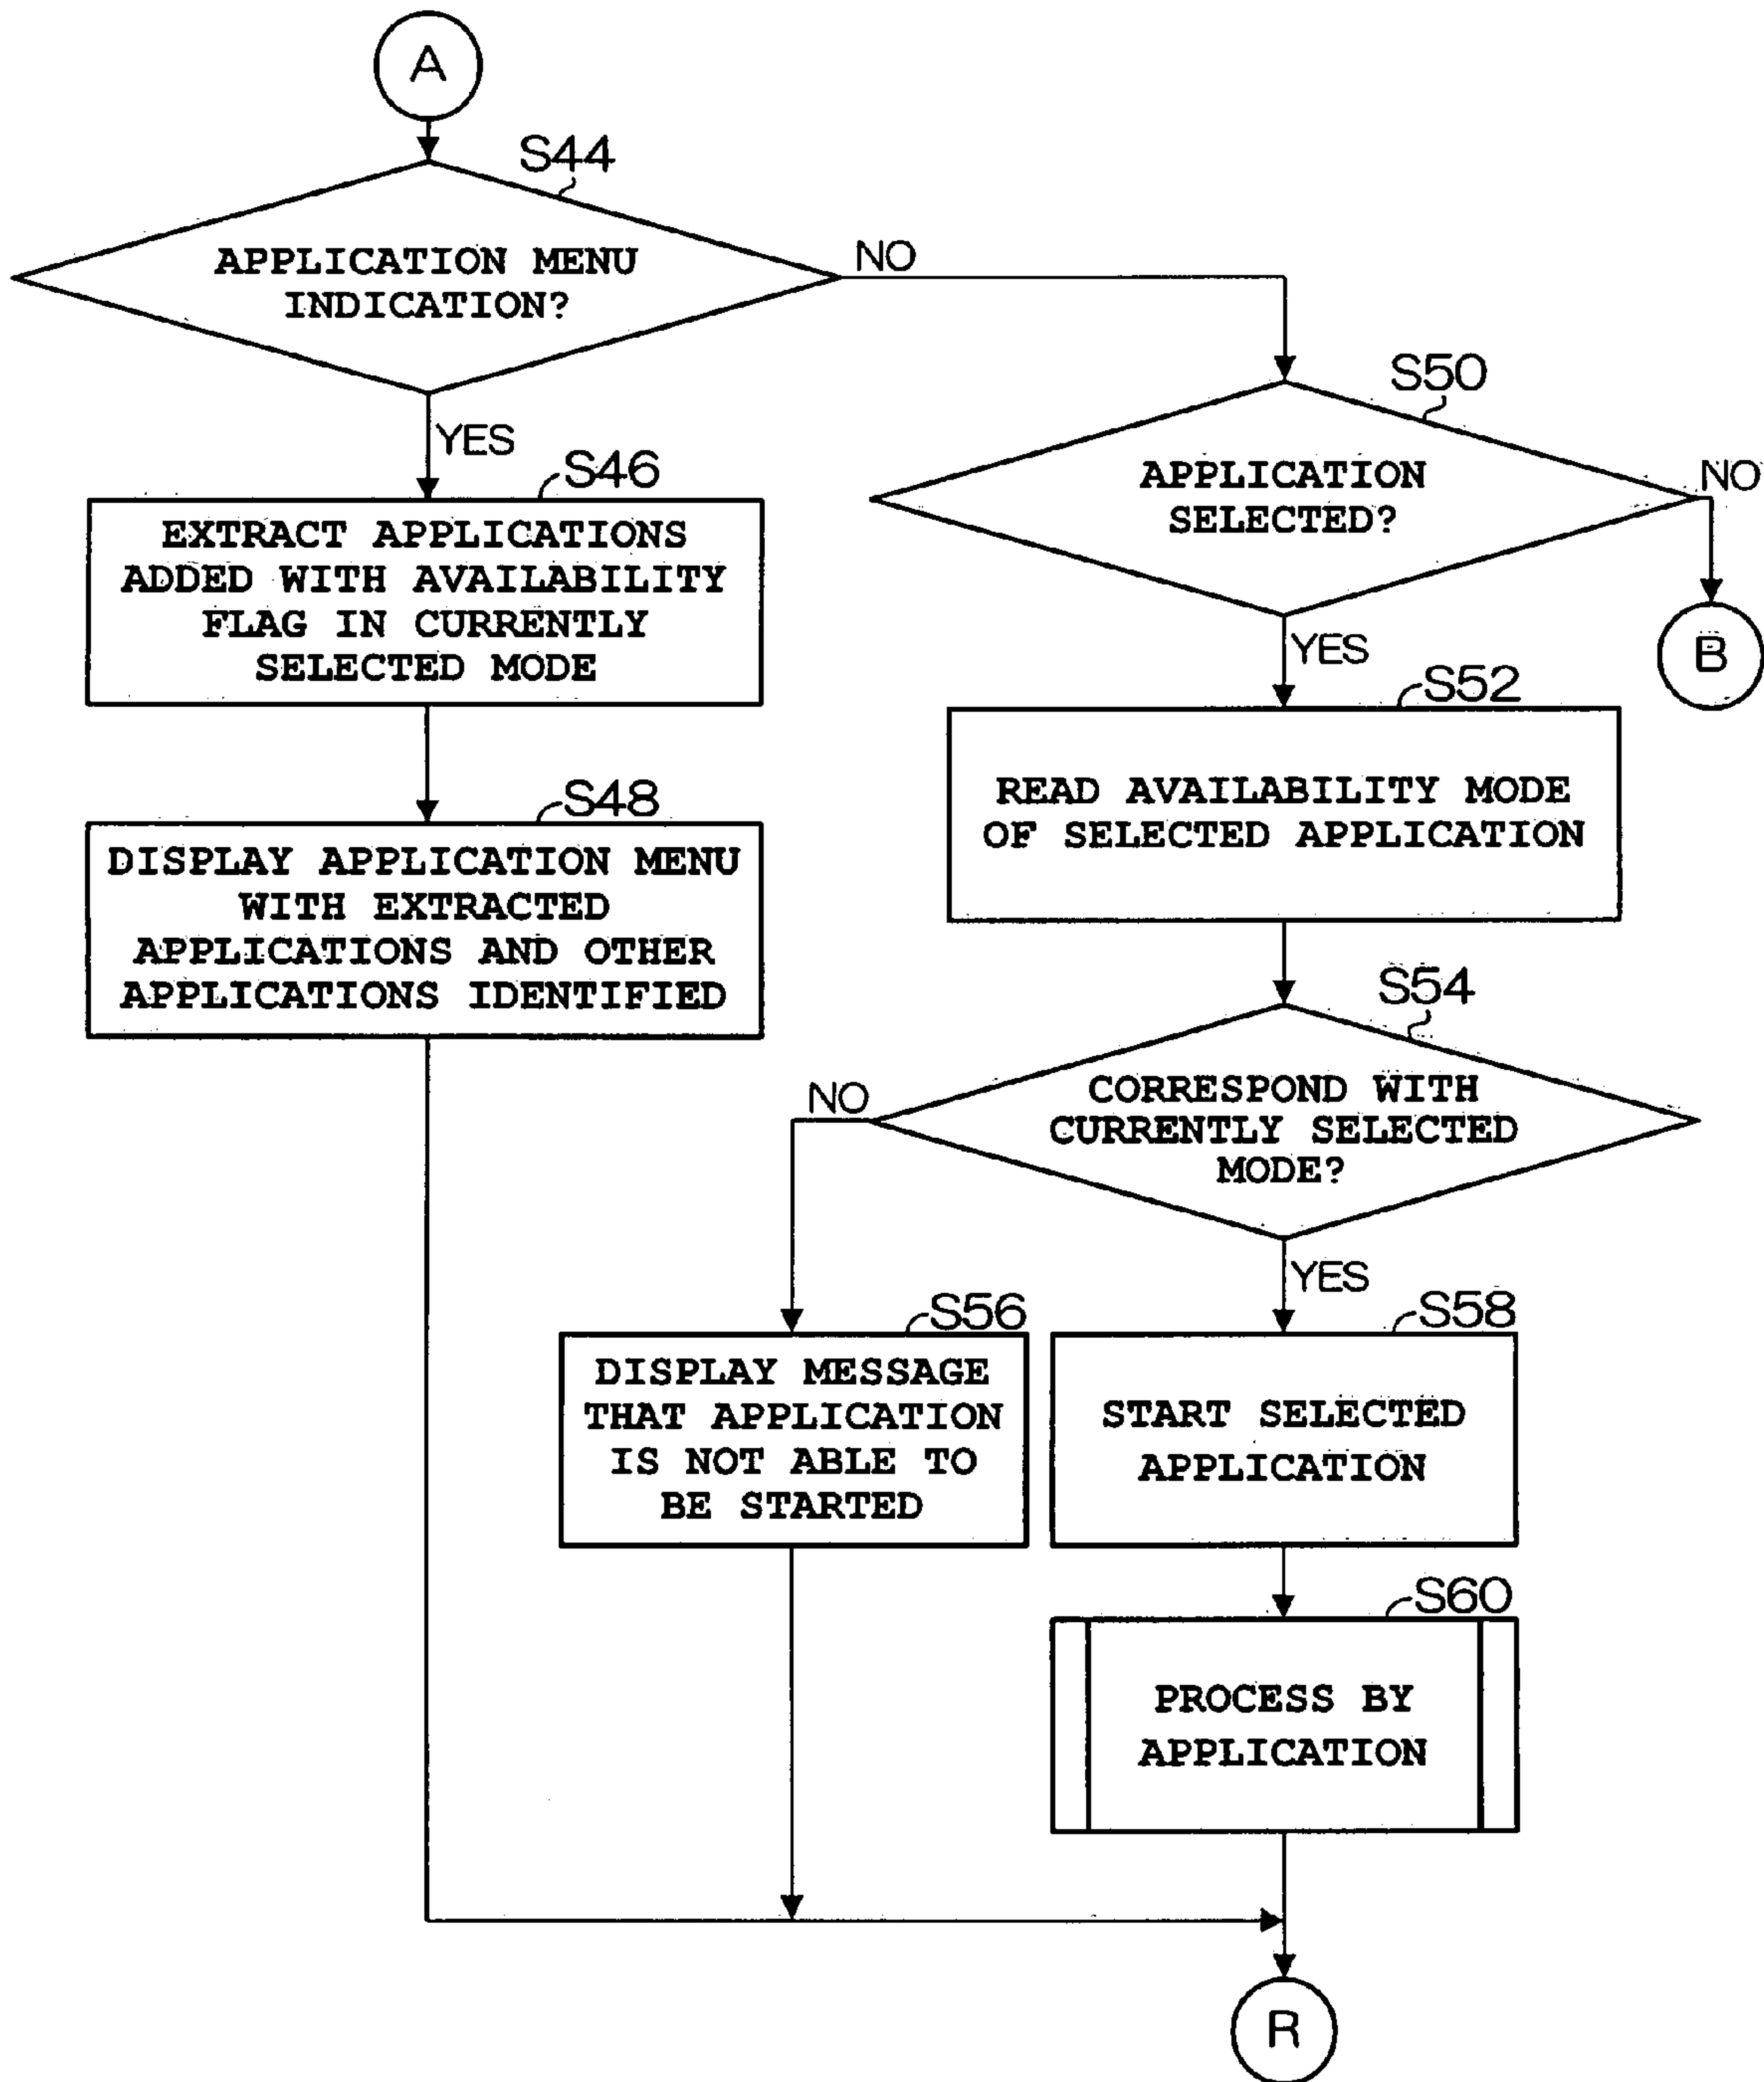 A
S44
APPLICATION MENU
INDICATION?
NO
YES
S50
APPLICATION
SELECTED?
NO
YES
B
S46
EXTRACT APPLICATIONS
ADDED WITH AVAILABILITY
FLAG IN CURRENTLY
SELECTED MODE
S52
READ AVAILABILITY MODE
OF SELECTED APPLICATION
S48
DISPLAY APPLICATION MENU
WITH EXTRACTED
APPLICATIONS AND OTHER
APPLICATIONS IDENTIFIED
S54
CORRESPOND WITH
CURRENTLY SELECTED
MODE?
NO
YES
S56
DISPLAY MESSAGE
THAT APPLICATION
IS NOT ABLE TO
BE STARTED
S58
START SELECTED
APPLICATION
S60
PROCESS BY
APPLICATION
R